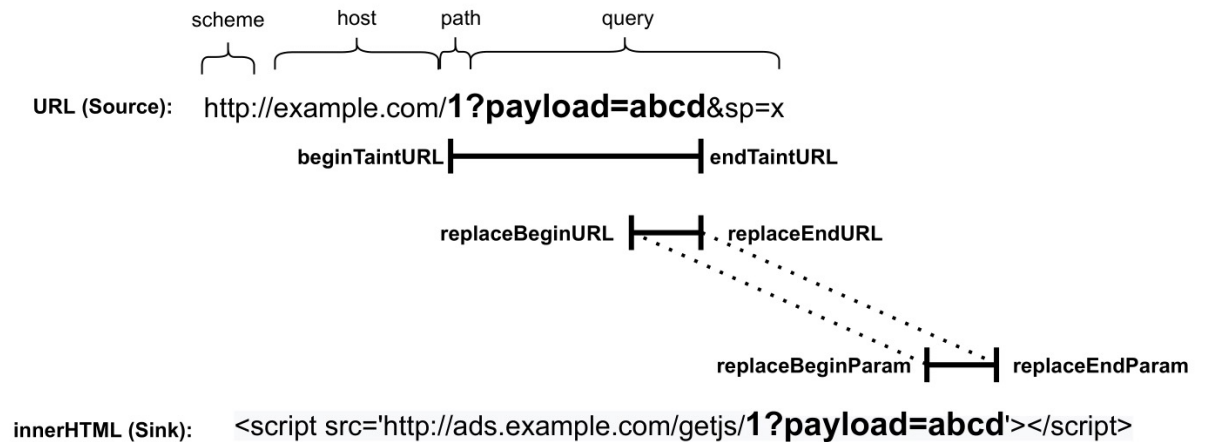 scheme host path query
URL (Source): http://example.com/1?payload=abcd&sp=x
beginTaintURL endTaintURL
replaceBeginURL replaceEndURL
replaceBeginParam replaceEndParam
innerHTML (Sink): <script src='http://ads.example.com/getjs/1?payload=abcd'></script>